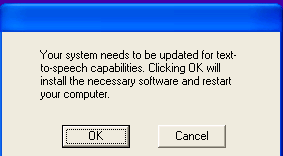 Your system needs to be updated for text-
to-speech capabilities. Clicking OK will
install the necessary software and restart
your computer.
OK
Cancel